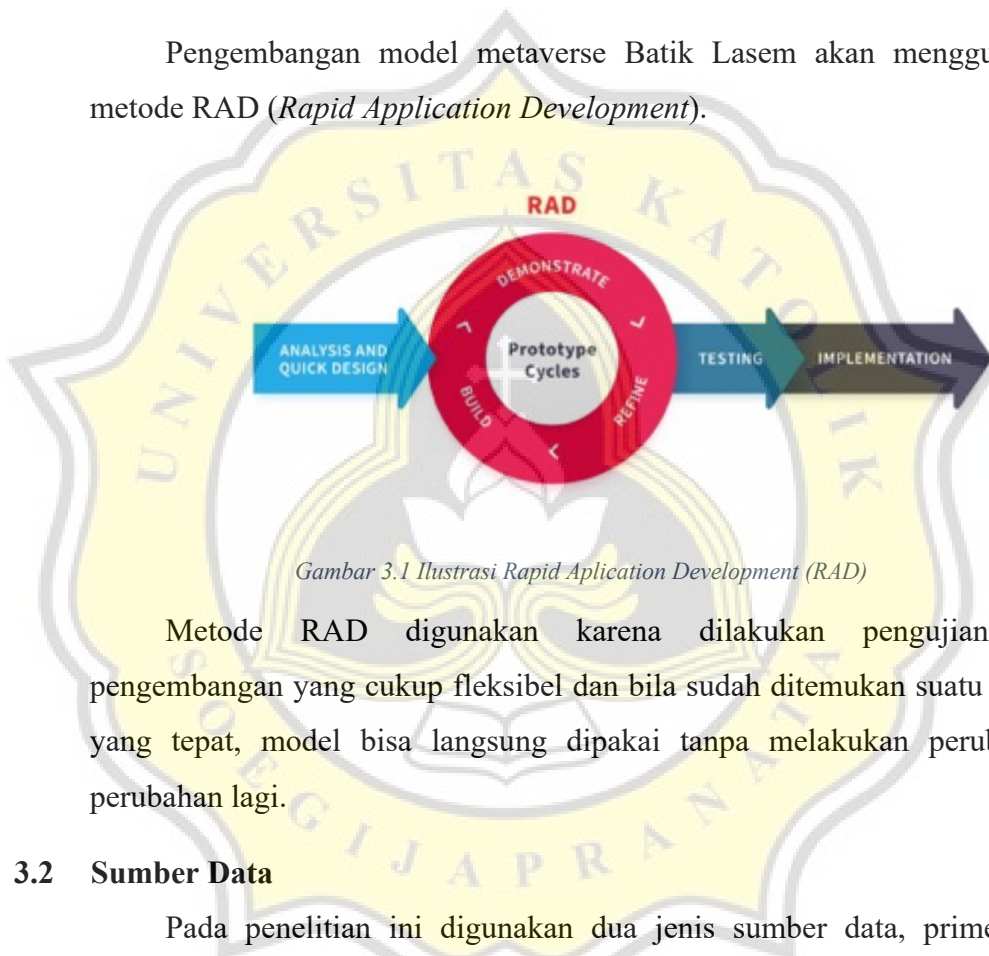 Pengembangan model metaverse Batik Lasem akan menggu
metode RAD (Rapid Application Development).
UNIVERSITAS KATOLIK
RAD
DEMONSTRATE
ANALYSIS AND
QUICK DESIGN
Prototype
Cycles
BUILD
REFINE
TESTING
IMPLEMENTATION
Gambar 3.1 Ilustrasi Rapid Aplication Development (RAD)
Metode RAD digunakan karena dilakukan pengujian
pengembangan yang cukup fleksibel dan bila sudah ditemukan suatu
yang tepat, model bisa langsung dipakai tanpa melakukan perub
perubahan lagi.
SOEGIJAPRANATA
3.2 Sumber Data
Pada penelitian ini digunakan dua jenis sumber data, prime